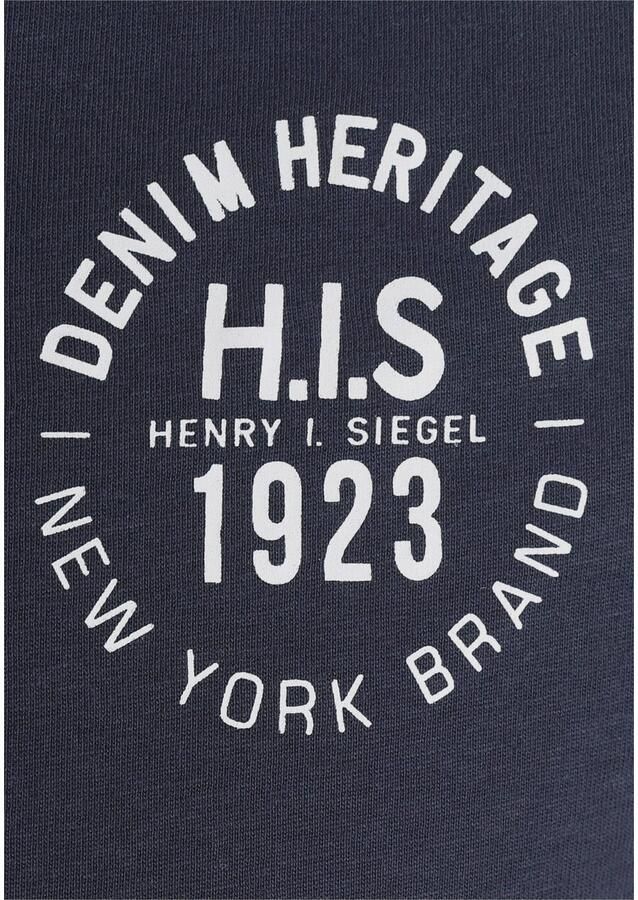 DENIM HERITAGE
H.I.S
HENRY I. SIEGEL
1923
NEW YORK BRAND